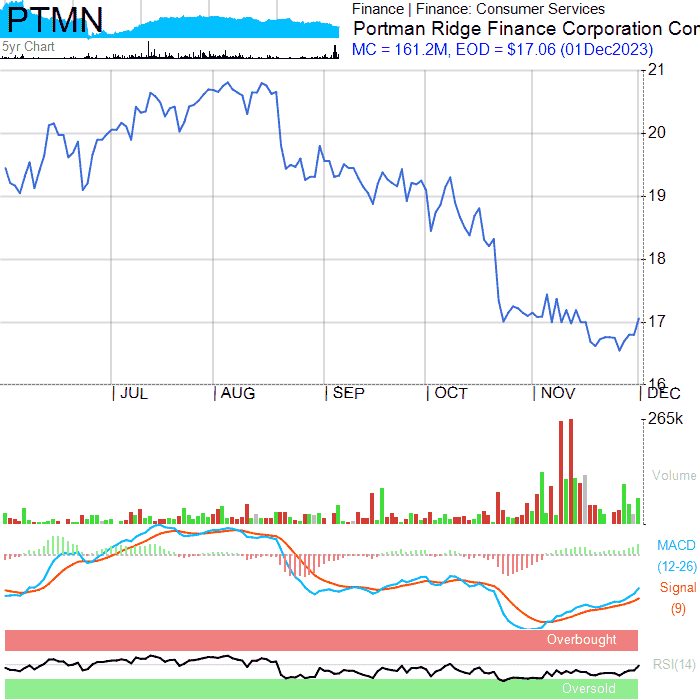 PTMN
5yr Chart
Finance | Finance: Consumer Services
Portman Ridge Finance Corporation Con
MC = 161.2M, EOD = $17.06 (01Dec2023)
21
20
19
18
17
16
JUL
AUG
SEP
OCT
NOV
DEC
265k
Volume
MACD
(12-26)
Signal
(9)
Overbought
RSI(14)
Oversold